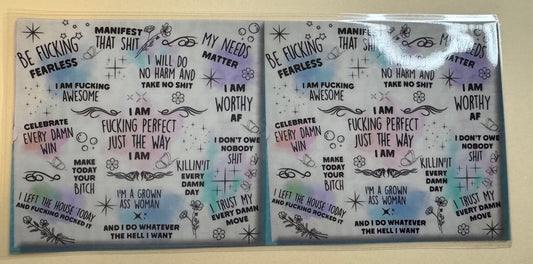 BE FUCKING
FEARLESS
MANIFEST
THAT SHIT
MY NEEDS
MATTER
I WILL DO
NO HARM AND
TAKE NO SHIT
I AM FUCKING
AWESOME
I AM
WORTHY
AF
I AM
FUCKING PERFECT
JUST THE WAY
I AM
CELEBRATE
EVERY DAMN
WIN
I DON'T OWE
NOBODY
SHIT
MAKE
TODAY
YOUR
BITCH
KILLIN'IT
EVERY
DAMN
DAY
I'M A GROWN
ASS WOMAN
I LEFT THE HOUSE TODAY
AND FUCKING ROCKED IT
I TRUST MY
EVERY DAMN
MOVE
AND I DO WHATEVER
THE HELL I WANT
BE FUCKING
FEARLESS
MANIFEST
THAT SHIT
MY NEEDS
MATTER
I WILL DO
NO HARM AND
TAKE NO SHIT
I AM FUCKING
AWESOME
I AM
WORTHY
AF
I AM
FUCKING PERFECT
JUST THE WAY
I AM
CELEBRATE
EVERY DAMN
WIN
I DON'T OWE
NOBODY
SHIT
MAKE
TODAY
YOUR
BITCH
KILLIN'IT
EVERY
DAMN
DAY
I'M A GROWN
ASS WOMAN
I LEFT THE HOUSE TODAY
AND FUCKING ROCKED IT
I TRUST MY
EVERY DAMN
MOVE
AND I DO WHATEVER
THE HELL I WANT